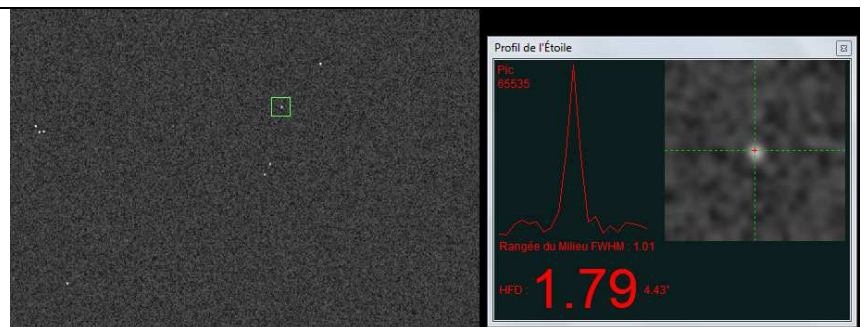 Profil de l'Étoile
Pic
65535
Rangée du Milieu FWHM : 1.01
HFD : 1.79 4.43"